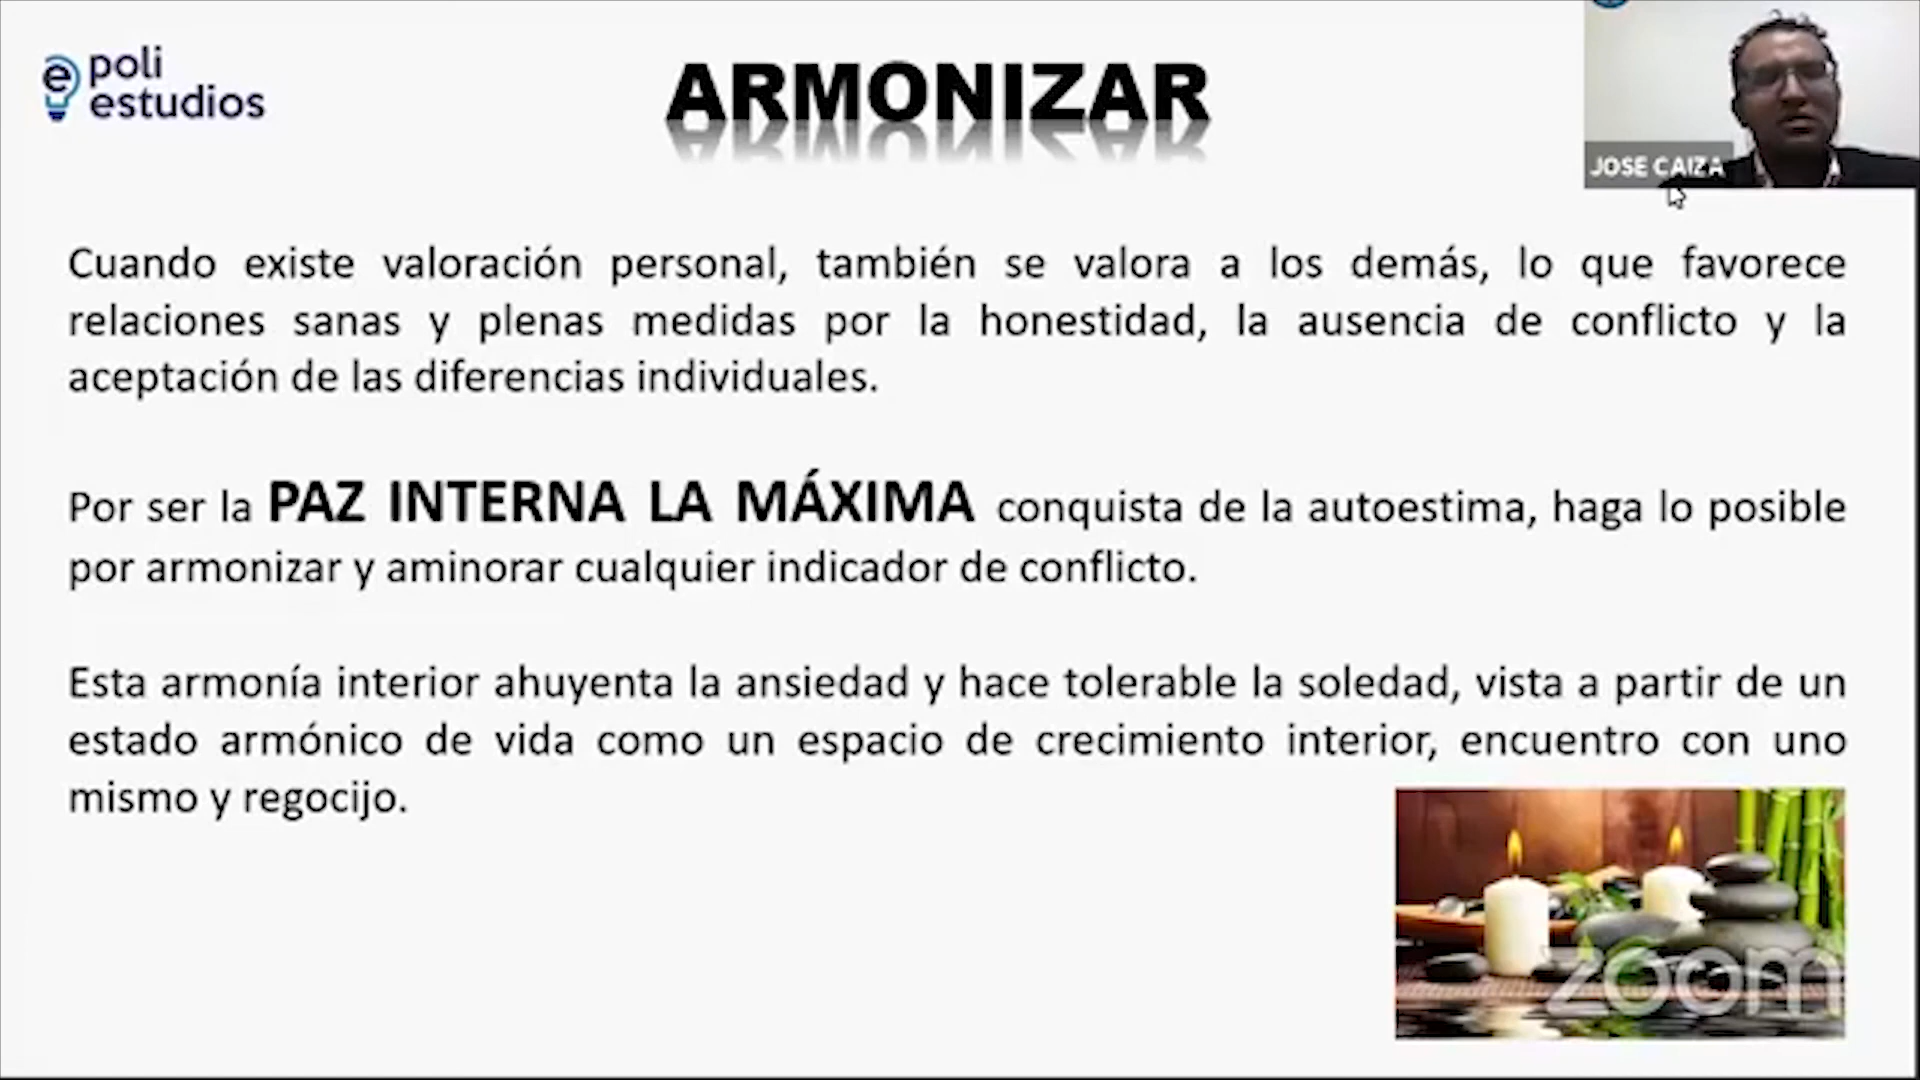 poli
estudios
ARMONIZAR
JOSE CAIZA
Cuando existe valoración personal, también se valora a los demás, lo que favorece
relaciones sanas y plenas medidas por la honestidad, la ausencia de conflicto y la
aceptación de las diferencias individuales.
Por ser la PAZ INTERNA LA MÁXIMA conquista de la autoestima, haga lo posible
por armonizar y aminorar cualquier indicador de conflicto.
Esta armonía interior ahuyenta la ansiedad y hace tolerable la soledad, vista a partir de un
estado armónico de vida como un espacio de crecimiento interior, encuentro con uno
mismo y regocijo.
zoom